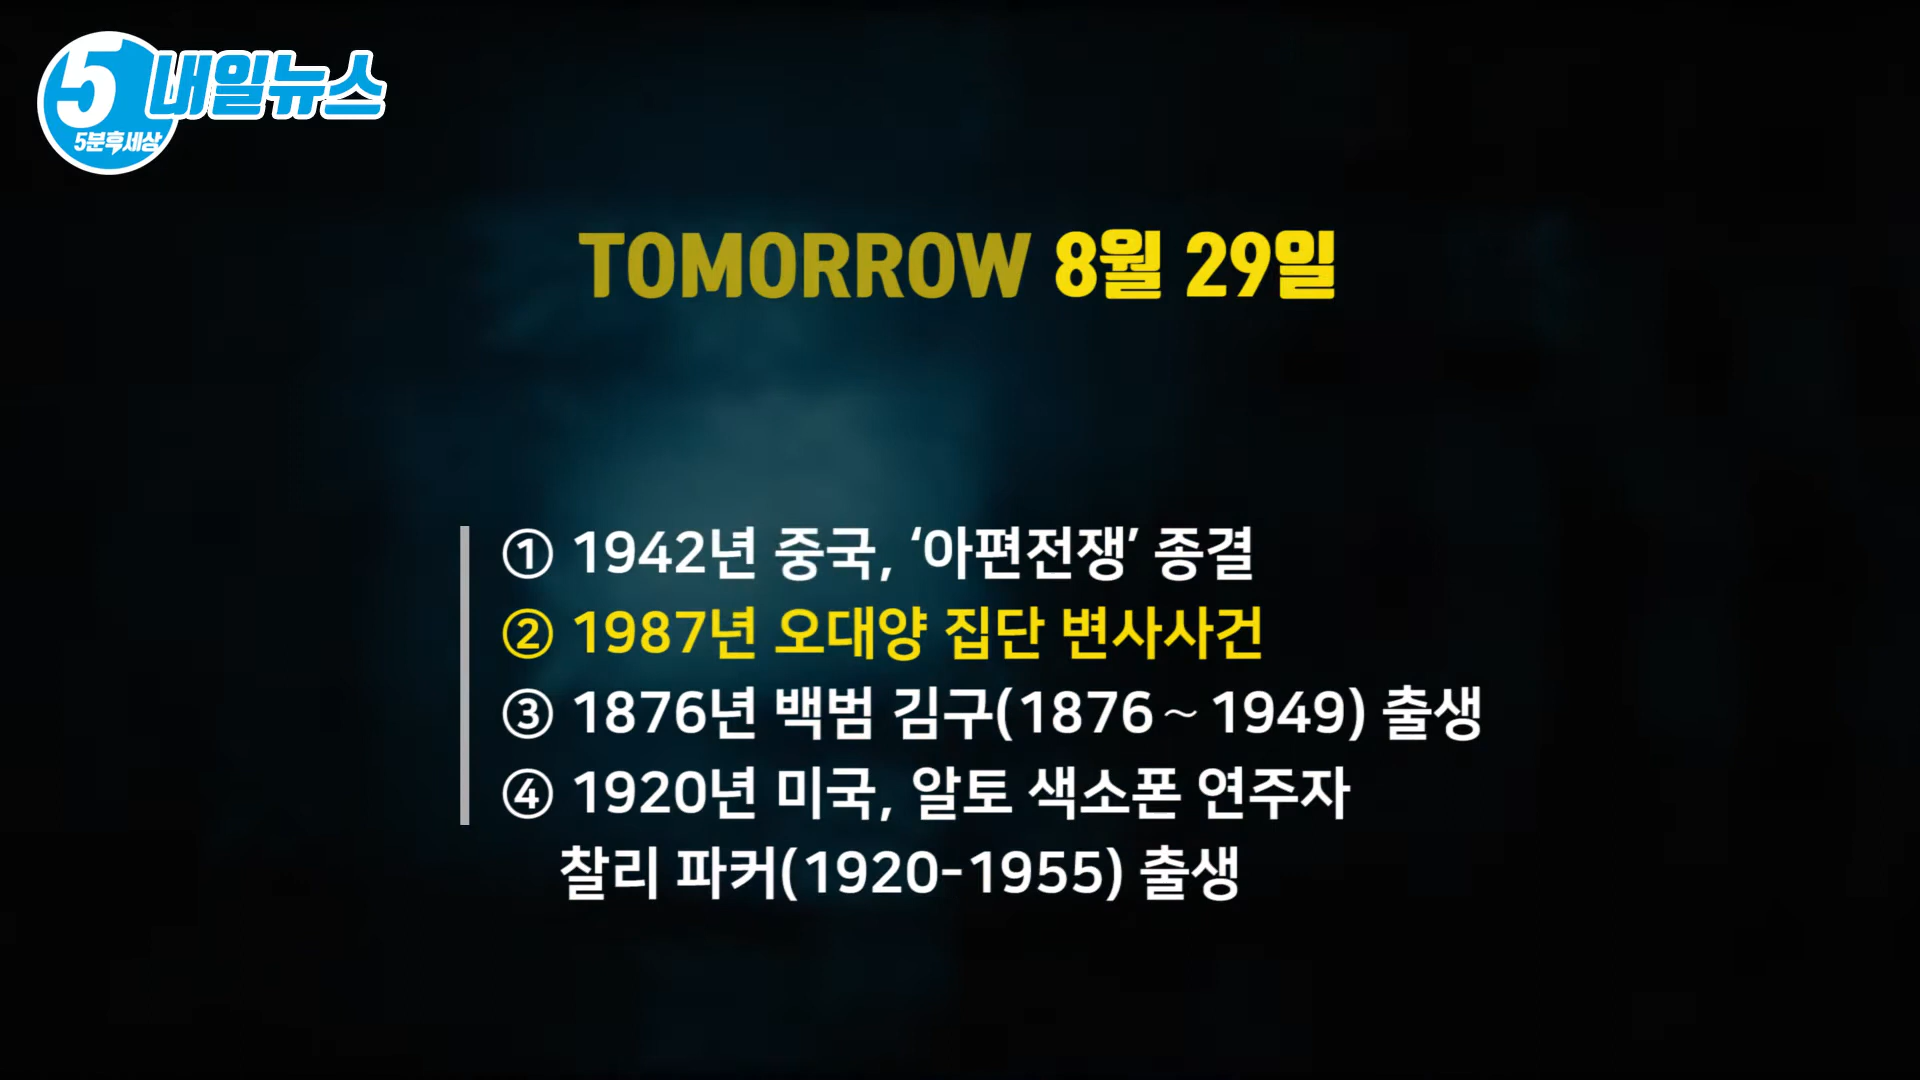 5 내일뉴스
5분후세상
TOMORROW 8월 29일
① 1942년 중국, ‘아편전쟁’ 종결
② 1987년 오대양 집단 변사사건
③ 1876년 백범 김구(1876~1949) 출생
④ 1920년 미국, 알토 색소폰 연주자
찰리 파커(1920-1955) 출생